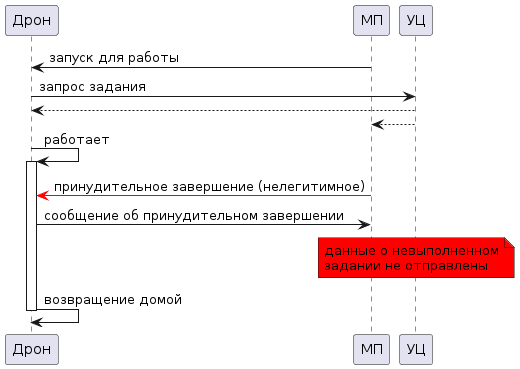 Дрон
МП
УЦ
запуск для работы
запрос задания
работает
принудительное завершение (нелегитимное)
сообщение об принудительном завершении
данные о невыполненном
задании не отправлены
возвращение домой
Дрон
МП
УЦ